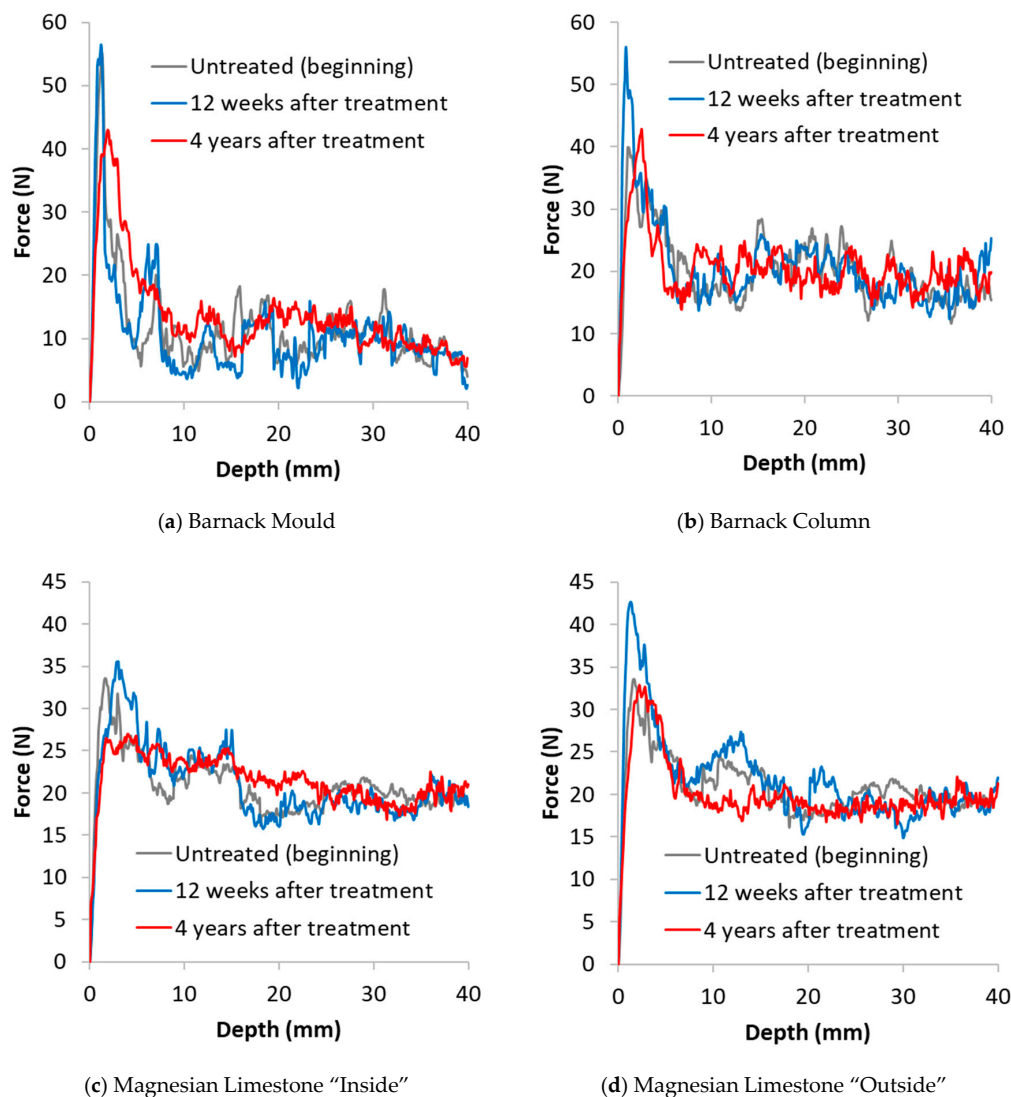 60
50
40
30
20
10
0
Force (N)
Untreated (beginning)
12 weeks after treatment
4 years after treatment
0 10 20 30 40
Depth (mm)
(a) Barnack Mould
60
50
40
30
20
10
0
Force (N)
Untreated (beginning)
12 weeks after treatment
4 years after treatment
0 10 20 30 40
Depth (mm)
(b) Barnack Column
45
40
35
30
25
20
15
10
5
0
Force (N)
Untreated (beginning)
12 weeks after treatment
4 years after treatment
0 10 20 30 40
Depth (mm)
(c) Magnesian Limestone “Inside”
45
40
35
30
25
20
15
10
5
0
Force (N)
Untreated (beginning)
12 weeks after treatment
4 years after treatment
0 10 20 30 40
Depth (mm)
(d) Magnesian Limestone “Outside”